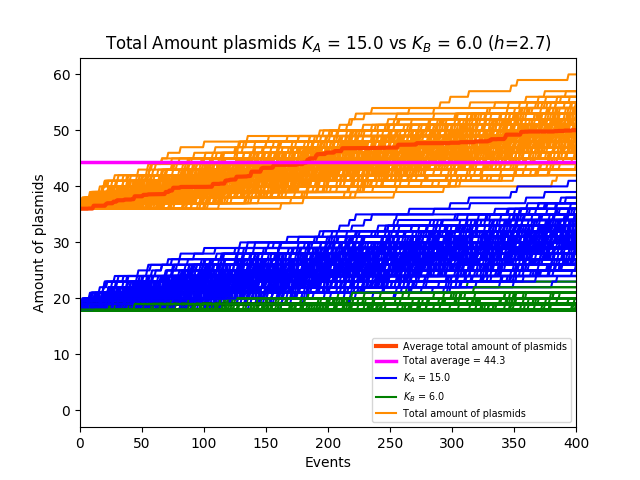 Total Amount plasmids K_A = 15.0 vs K_B = 6.0 (h=2.7)
60
50
40
30
20
10
0
Amount of plasmids
Average total amount of plasmids
Total average = 44.3
K_A = 15.0
K_B = 6.0
Total amount of plasmids
0 50 100 150 200 250 300 350 400
Events